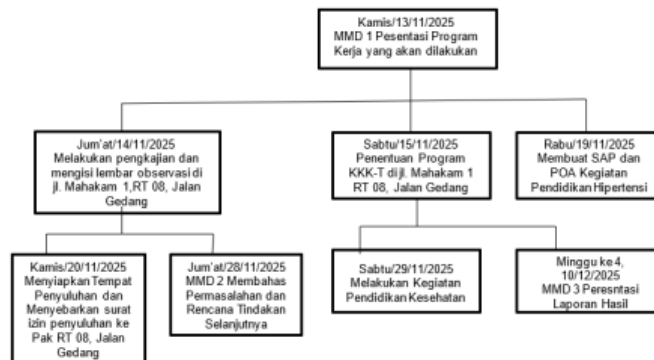 Kamis/13/11/2025
MMD 1 Pesentasi Program
Kerja yang akan dilakukan
Jum'at/14/11/2025
Melakukan pengkajian dan
mengisi lembar observasi di
jl. Mahakam 1,RT 08, Jalan
Gedang
Sabtu/15/11/2025
Penentuan Program
KKK-T di jl. Mahakam 1
RT 08, Jalan Gedang
Rabu/19/11/2025
Membuat SAP dan
POA Kegiatan
Pendidikan Hipertensi
Kamis/20/11/2025
Menyiapkan Tempat
Penyuluhan dan
Menyebarkan surat
izin penyuluhan ke
Pak RT 08, Jalan
Gedang
Jum'at/28/11/2025
MMD 2 Membahas
Permasalahan dan
Rencana Tindakan
Selanjutnya
Sabtu/29/11/2025
Melakukan Kegiatan
Pendidikan Kesehatan
Minggu ke 4,
10/12/2025
MMD 3 Peresntasi
Laporan Hasil